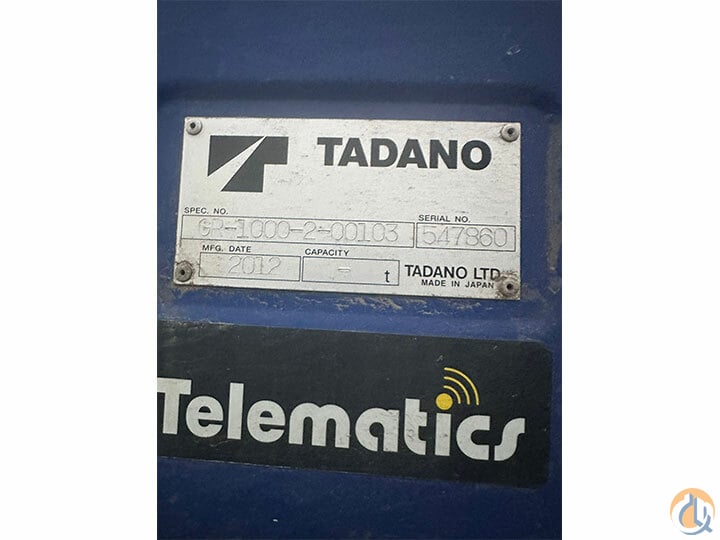 TADANO
SPEC. NO. SERIAL NO.
GR-1000-2-00103 547860
MFG. DATE CAPACITY
2012 - t TADANO LTD.
MADE IN JAPAN
Telematics